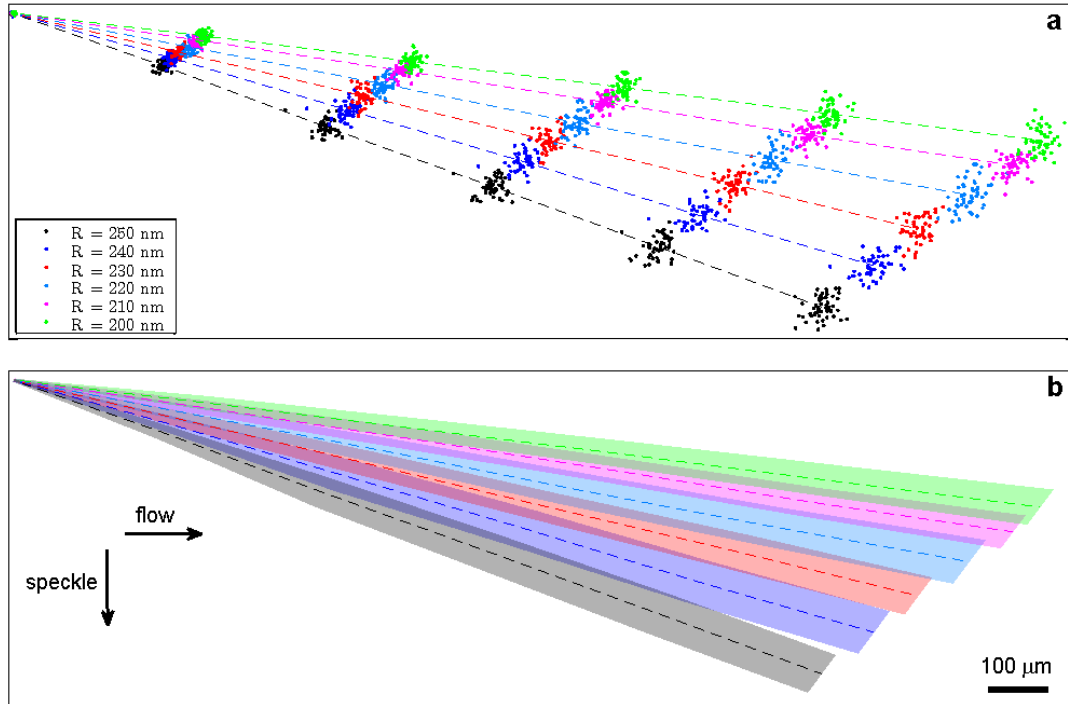 a
R = 250 nm
R = 240 nm
R = 230 nm
R = 220 nm
R = 210 nm
R = 200 nm
b
flow
speckle
100 μm